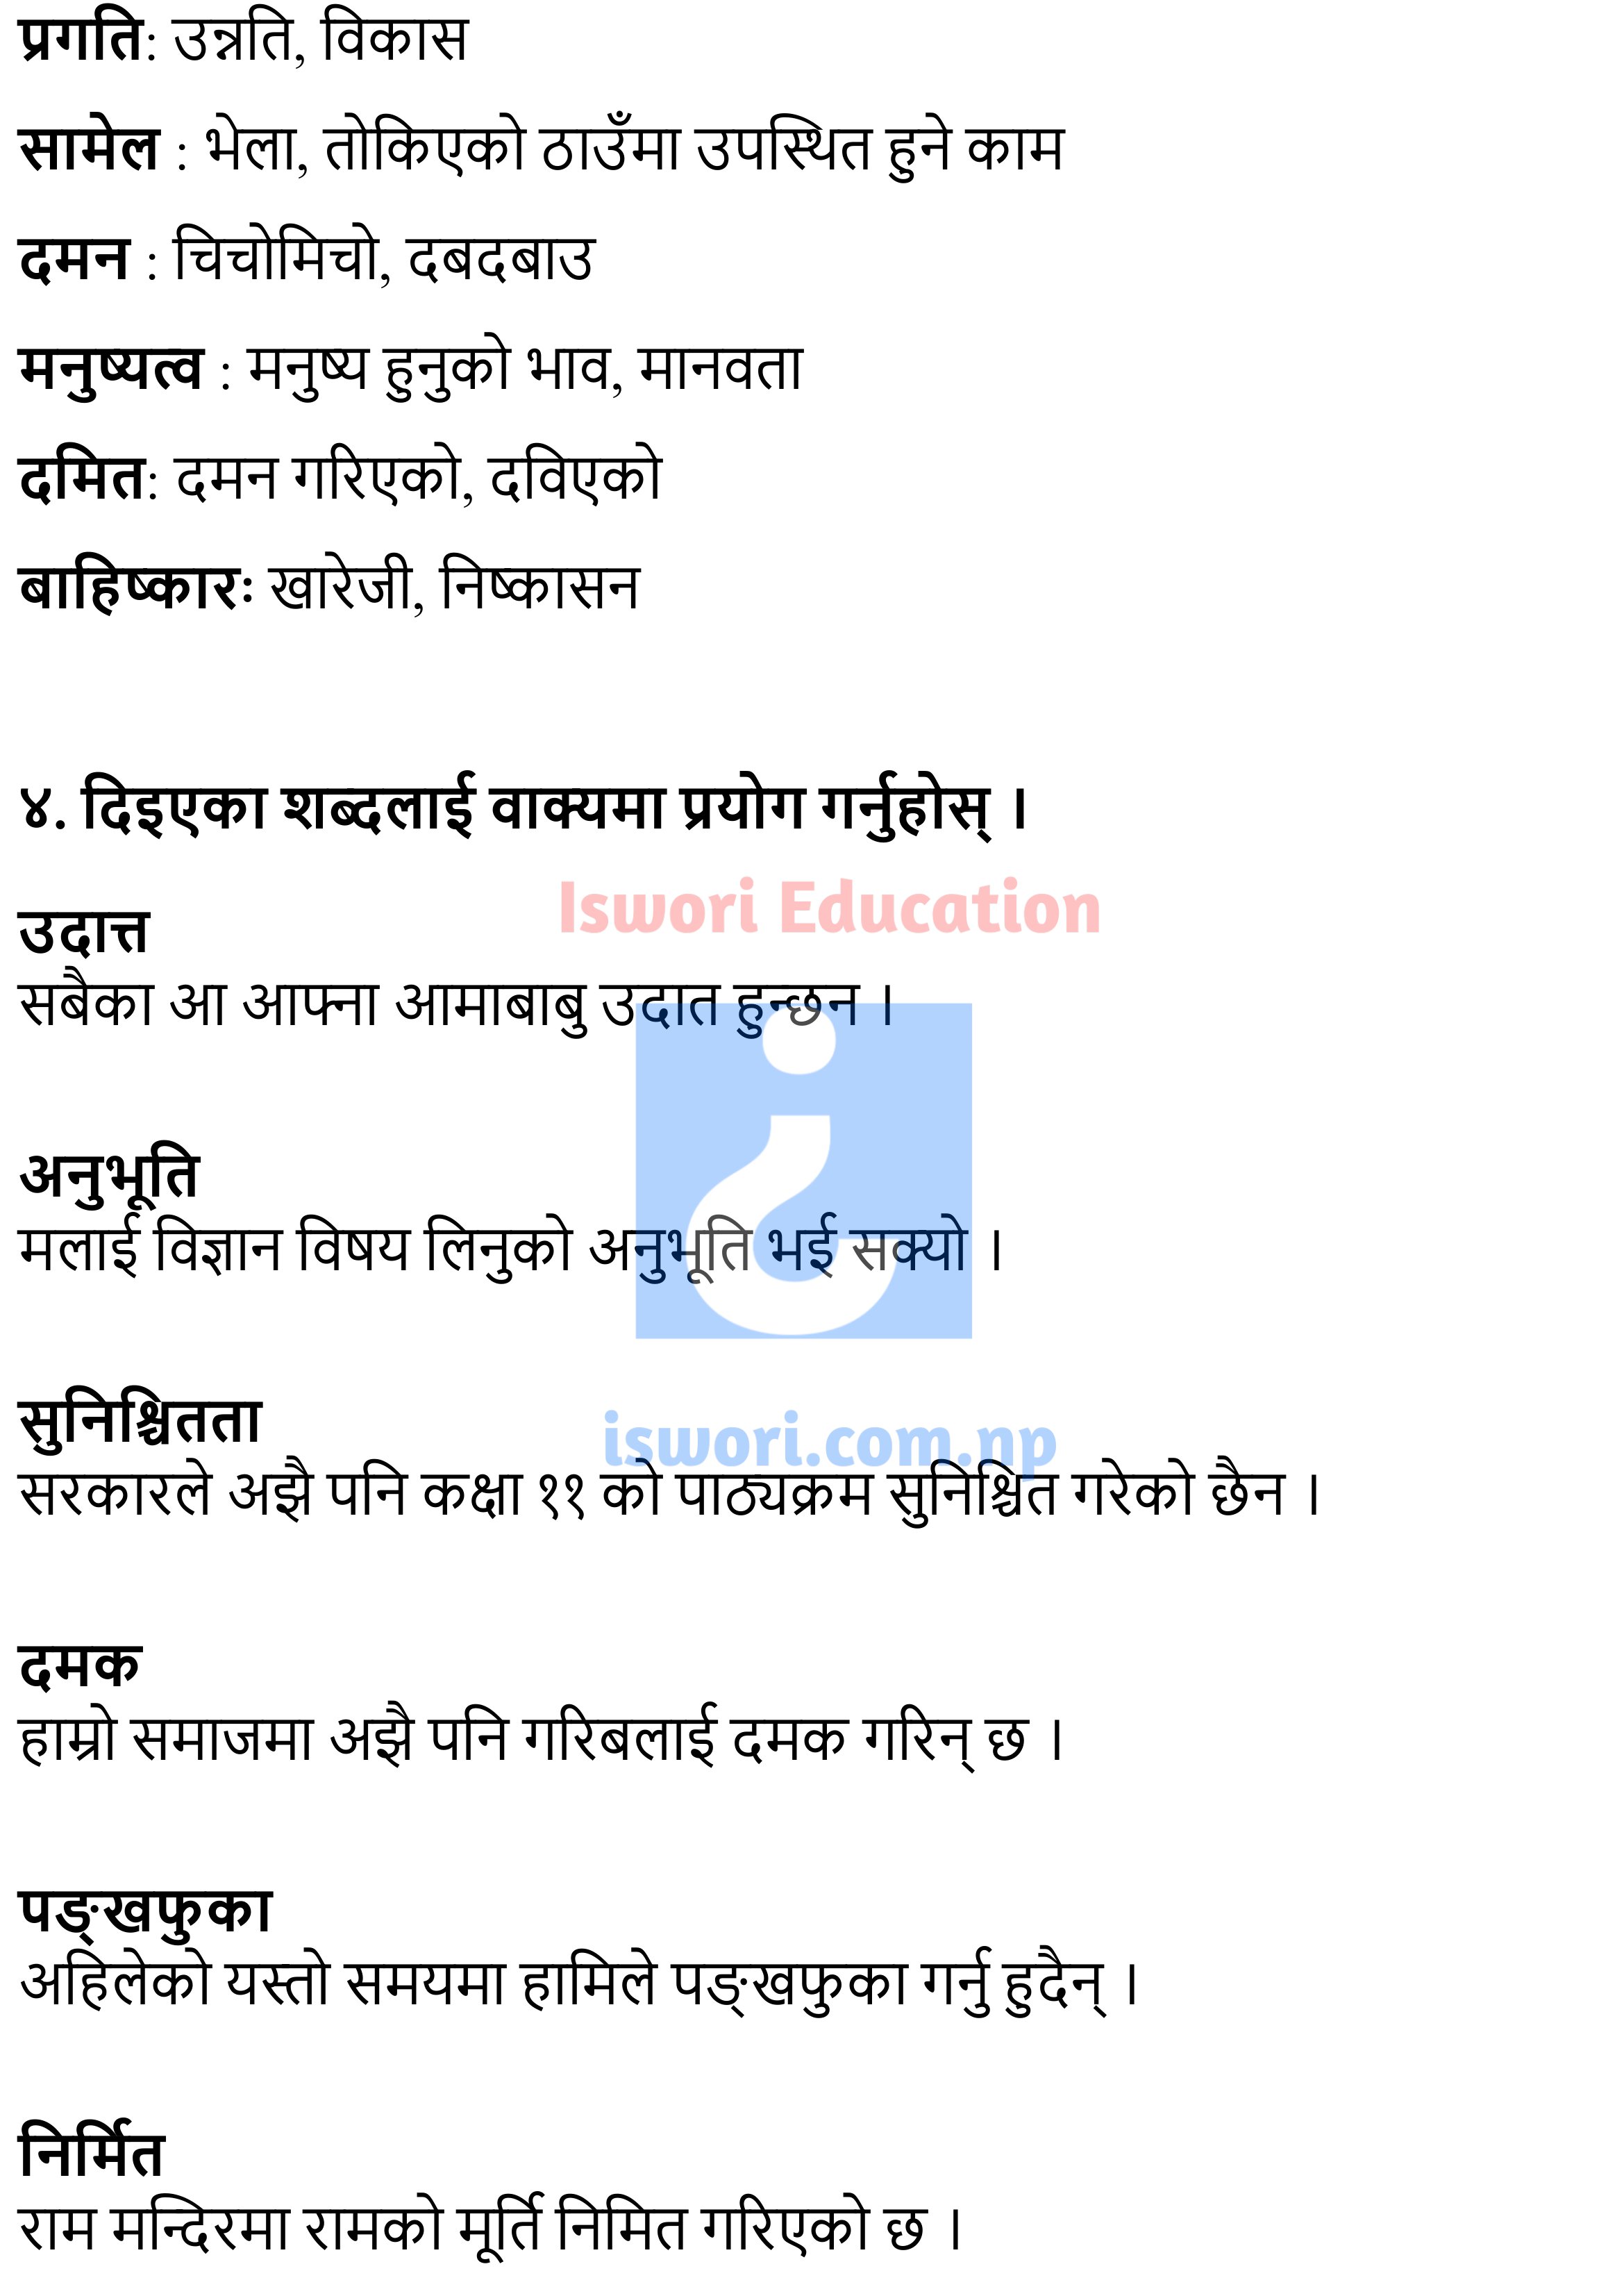 प्रगति: उन्नति, विकास
सामेल : भेला, तोकिएको ठाउँमा उपस्थित हुने काम
दमन : चिचोमिचो, दबदबाउ
मनुष्यत्व : मनुष्य हुनुको भाव, मानवता
दमित: दमन गरिएको, दविएको
बाहिष्कारः खारेजी, निष्कासन
४. दिइएका शब्दलाई वाक्यमा प्रयोग गर्नुहोस् ।
Iswori Education
उदात्त
सबैका आ आफ्ना आमाबाबु उदात हुन्छन ।
अनुभूति
मलाई विज्ञान विषय लिनुको अनुभूति भई सक्यो ।
सुनिश्चितता
iswori.com.np
सरकारले अझै पनि कक्षा ११ को पाठ्यक्रम सुनिश्चित गरेको छैन ।
दमक
हाम्रो समाजमा अझै पनि गरिबलाई दमक गरिन् छ ।
पङ्खफुका
अहिलेको यस्तो समयमा हामिले पङ्खफुका गर्नु हुदैन् ।
निर्मित
राम मन्दिरमा रामको मूर्ति निमित गरिएको छ ।